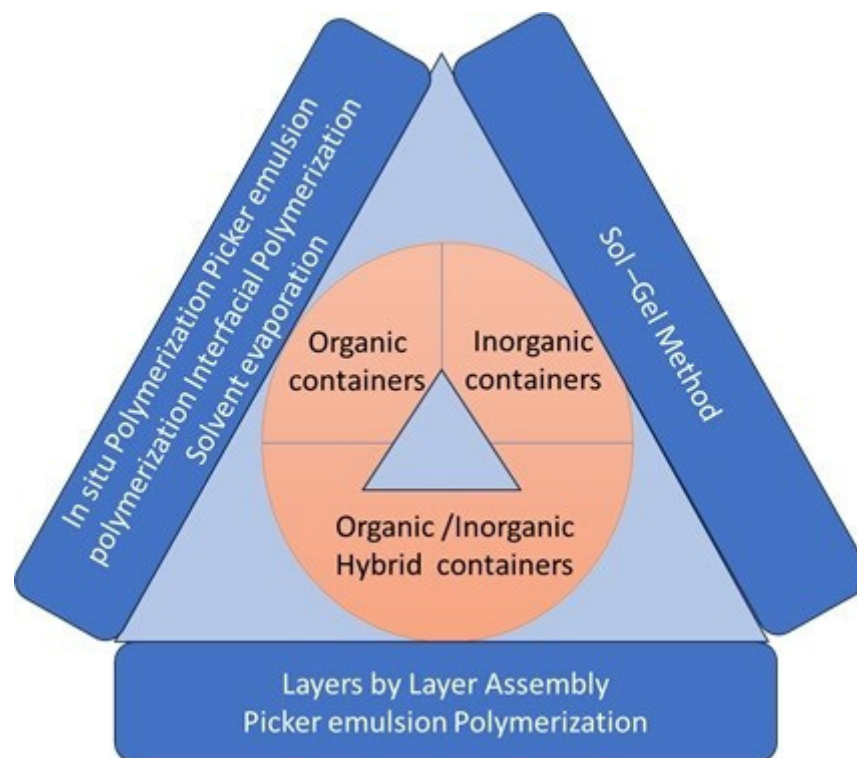 In situ Polymerization Picker emulsion
polymerization Interfacial Polymerization
Solvent evaporation
Sol –Gel Method
Organic
containers
Inorganic
containers
Organic /Inorganic
Hybrid containers
Layers by Layer Assembly
Picker emulsion Polymerization